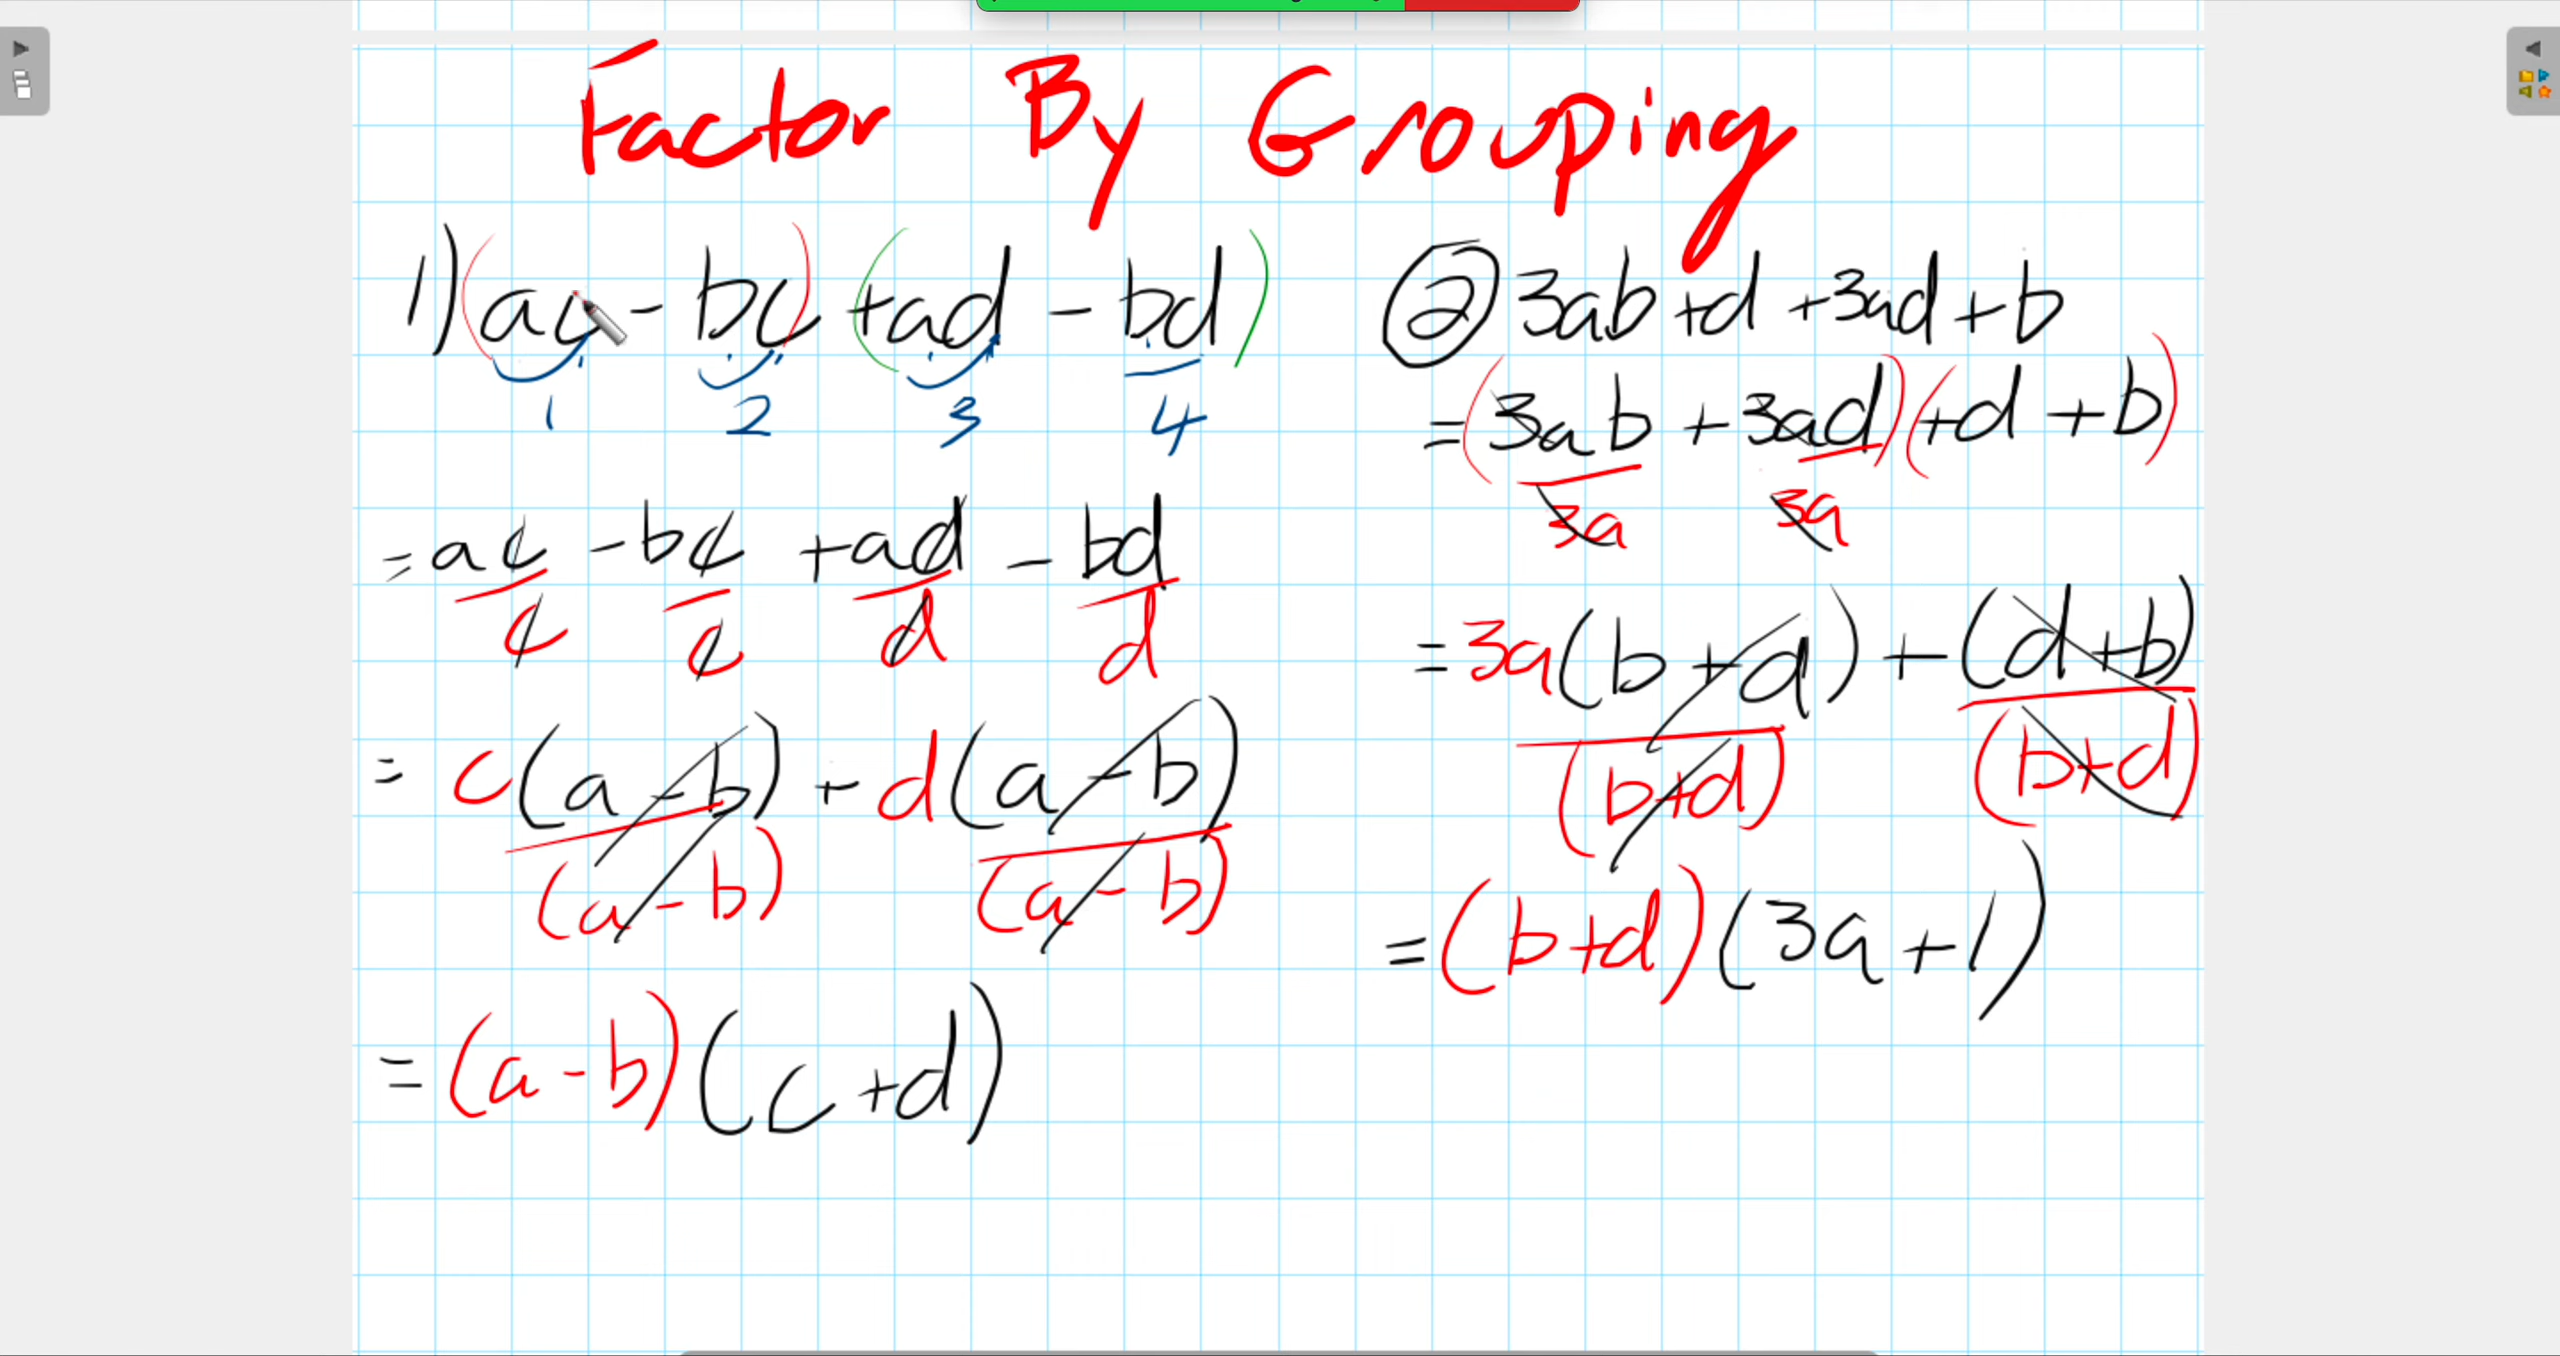 Factor By Grouping
1) (ac - bc) (+ad - bd)
1 2 3 4
= ac - bc + ad - bd
c c d d
= c(a - b) + d(a - b)
(a - b) (a - b)
= (a - b)(c + d)
② 3ab + d + 3ad + b
= (3ab + 3ad)(+d + b)
3a 3a
= 3a(b + d) + (d + b)
(b + d) (b + d)
= (b + d)(3a + 1)